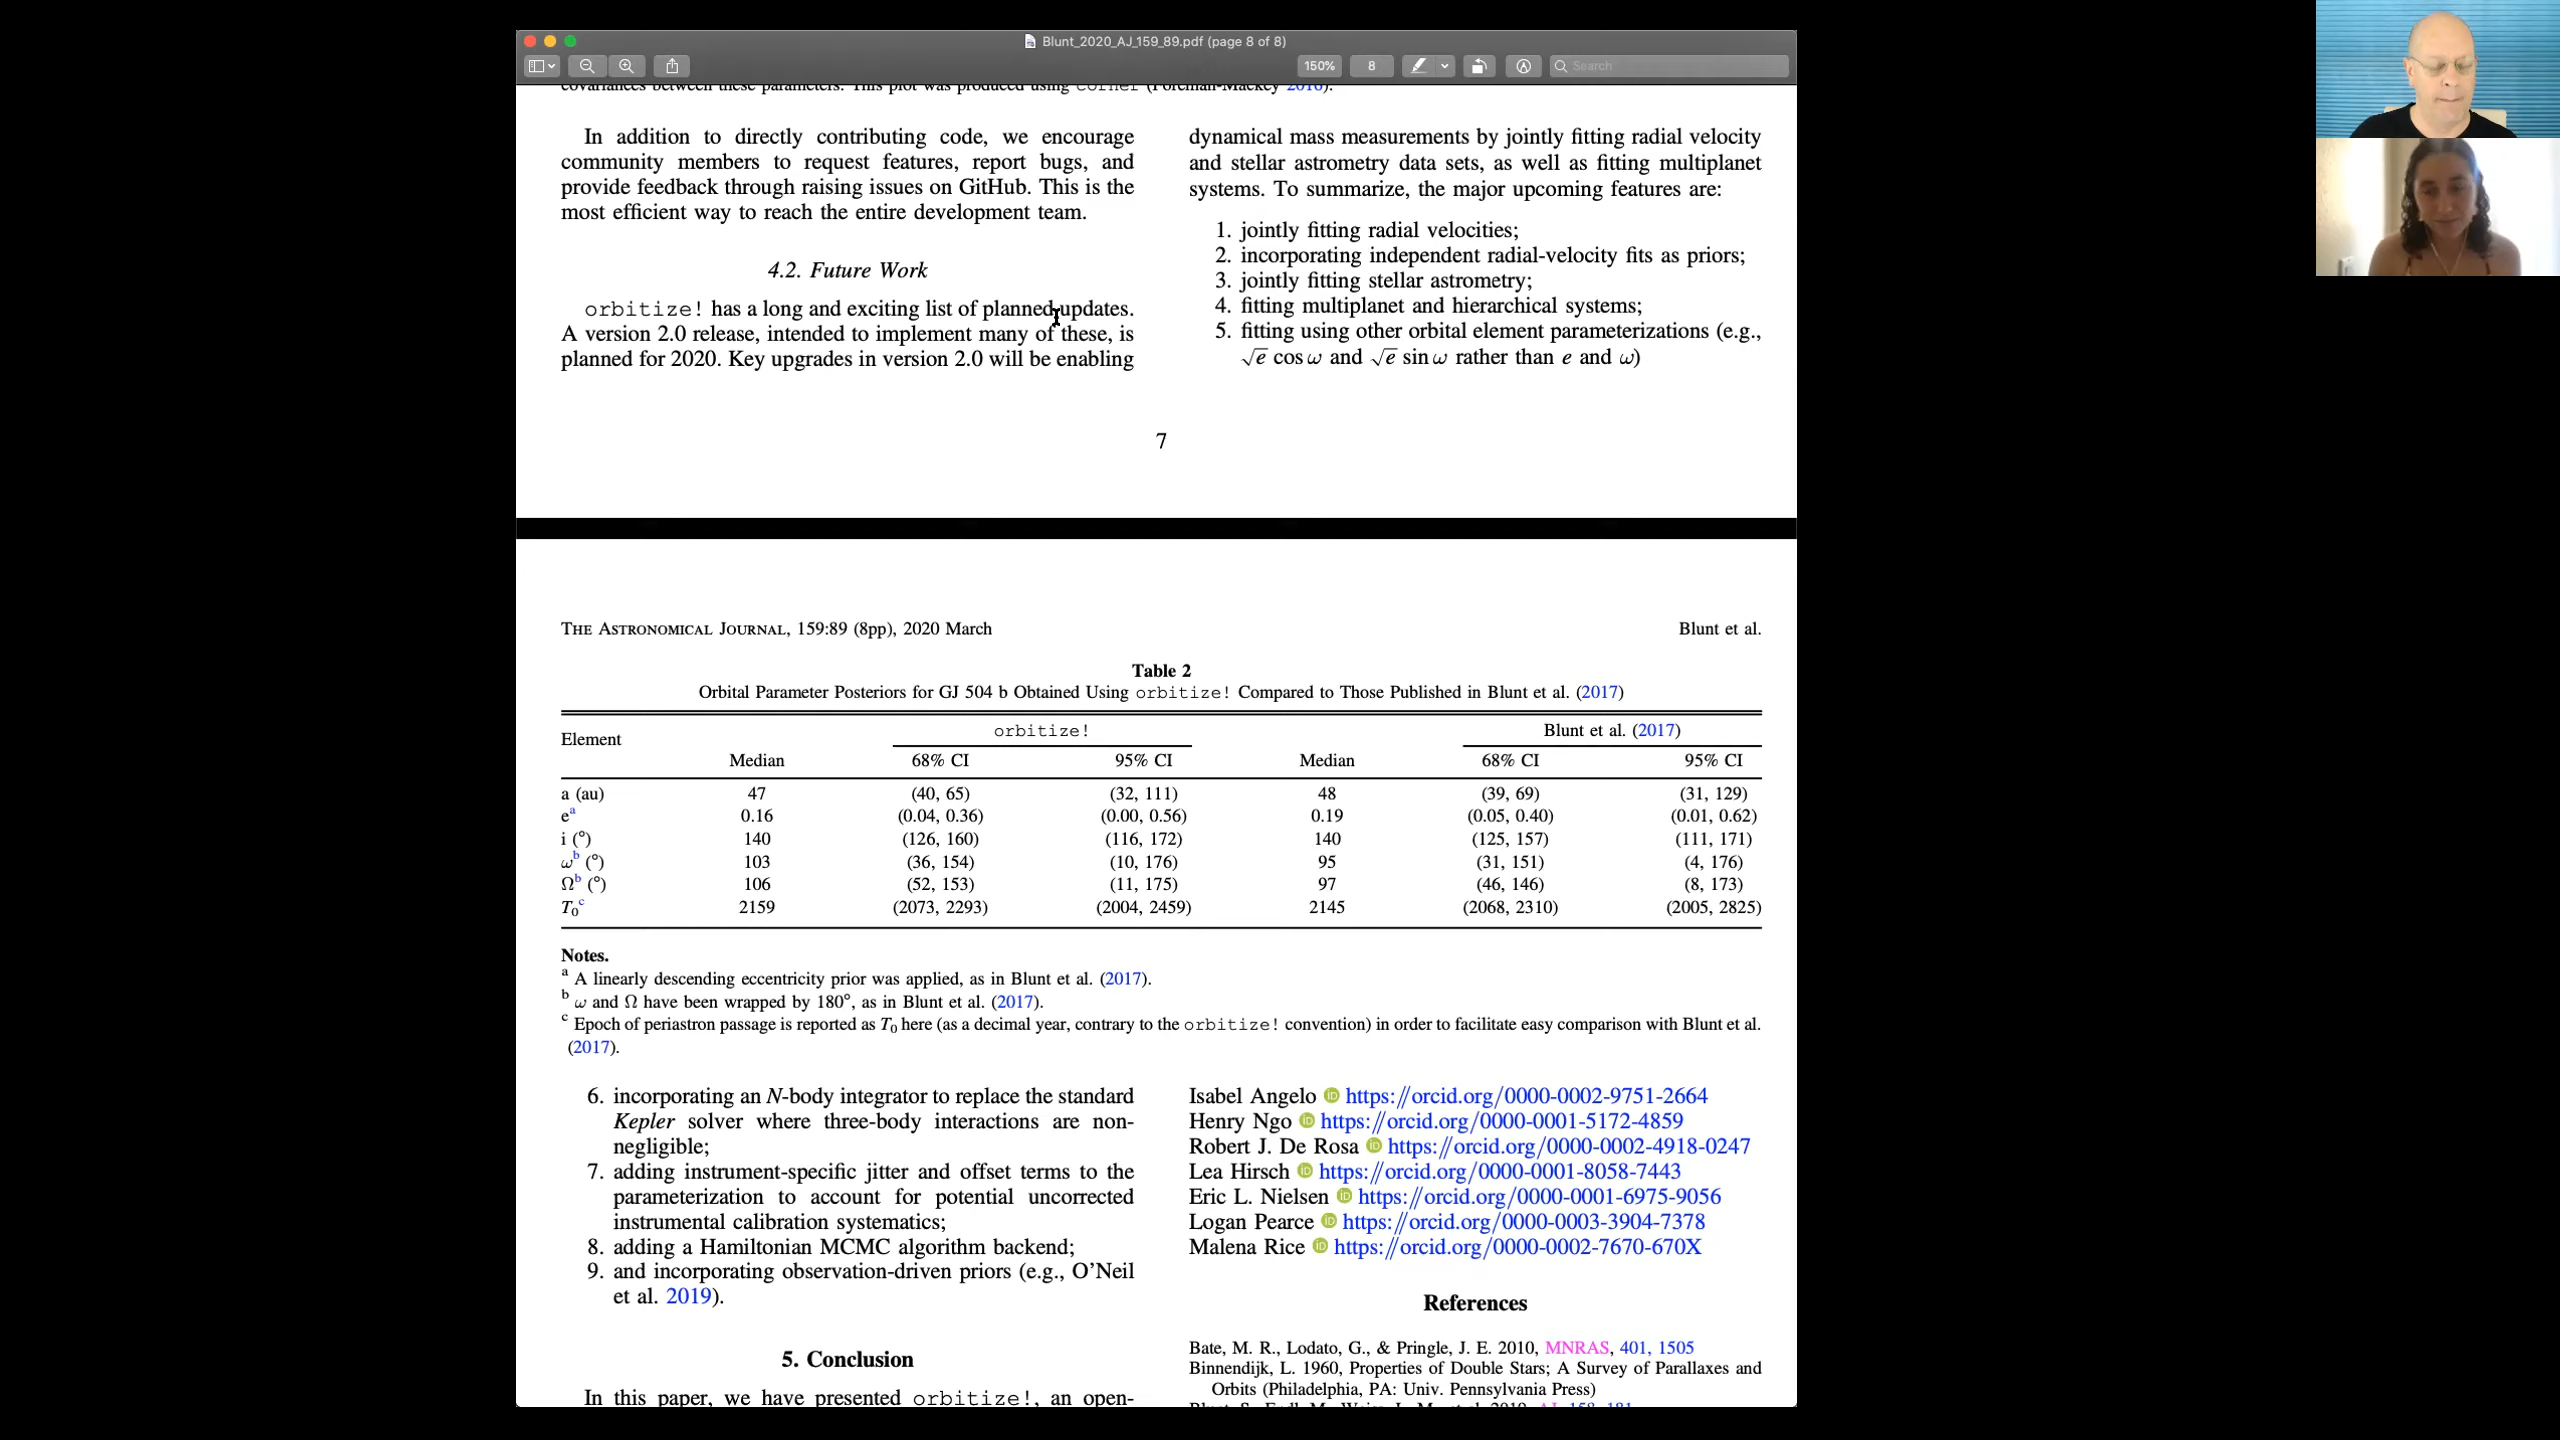 Blunt_2020_AJ_159_89.pdf (page 8 of 8)
150%
8
Search
covariances between these parameters. This plot was produced using corner (Foreman-Mackey 2016).
In addition to directly contributing code, we encourage
community members to request features, report bugs, and
provide feedback through raising issues on GitHub. This is the
most efficient way to reach the entire development team.
4.2. Future Work
orbitize! has a long and exciting list of planned updates.
A version 2.0 release, intended to implement many of these, is
planned for 2020. Key upgrades in version 2.0 will be enabling
dynamical mass measurements by jointly fitting radial velocity
and stellar astrometry data sets, as well as fitting multiplanet
systems. To summarize, the major upcoming features are:
1. jointly fitting radial velocities;
2. incorporating independent radial-velocity fits as priors;
3. jointly fitting stellar astrometry;
4. fitting multiplanet and hierarchical systems;
5. fitting using other orbital element parameterizations (e.g.,
√e cos ω and √e sin ω rather than e and ω)
7
THE ASTRONOMICAL JOURNAL, 159:89 (8pp), 2020 March
Blunt et al.
Table 2
Orbital Parameter Posteriors for GJ 504 b Obtained Using orbitize! Compared to Those Published in Blunt et al. (2017)
Element orbitize! Blunt et al. (2017)
Median 68% CI 95% CI Median 68% CI 95% CI
a (au) 47 (40, 65) (32, 111) 48 (39, 69) (31, 129)
e^a 0.16 (0.04, 0.36) (0.00, 0.56) 0.19 (0.05, 0.40) (0.01, 0.62)
i (°) 140 (126, 160) (116, 172) 140 (125, 157) (111, 171)
ω^b (°) 103 (36, 154) (10, 176) 95 (31, 151) (4, 176)
Ω^b (°) 106 (52, 153) (11, 175) 97 (46, 146) (8, 173)
T₀^c 2159 (2073, 2293) (2004, 2459) 2145 (2068, 2310) (2005, 2825)
Notes.
a A linearly descending eccentricity prior was applied, as in Blunt et al. (2017).
b ω and Ω have been wrapped by 180°, as in Blunt et al. (2017).
c Epoch of periastron passage is reported as T₀ here (as a decimal year, contrary to the orbitize! convention) in order to facilitate easy comparison with Blunt et al.
(2017).
6. incorporating an N-body integrator to replace the standard
Kepler solver where three-body interactions are non-
negligible;
7. adding instrument-specific jitter and offset terms to the
parameterization to account for potential uncorrected
instrumental calibration systematics;
8. adding a Hamiltonian MCMC algorithm backend;
9. and incorporating observation-driven priors (e.g., O'Neil
et al. 2019).
5. Conclusion
In this paper, we have presented orbitize!, an open-
Isabel Angelo iD https://orcid.org/0000-0002-9751-2664
Henry Ngo iD https://orcid.org/0000-0001-5172-4859
Robert J. De Rosa iD https://orcid.org/0000-0002-4918-0247
Lea Hirsch iD https://orcid.org/0000-0001-8058-7443
Eric L. Nielsen iD https://orcid.org/0000-0001-6975-9056
Logan Pearce iD https://orcid.org/0000-0003-3904-7378
Malena Rice iD https://orcid.org/0000-0002-7670-670X
References
Bate, M. R., Lodato, G., & Pringle, J. E. 2010, MNRAS, 401, 1505
Binnendijk, L. 1960, Properties of Double Stars; A Survey of Parallaxes and
Orbits (Philadelphia, PA: Univ. Pennsylvania Press)